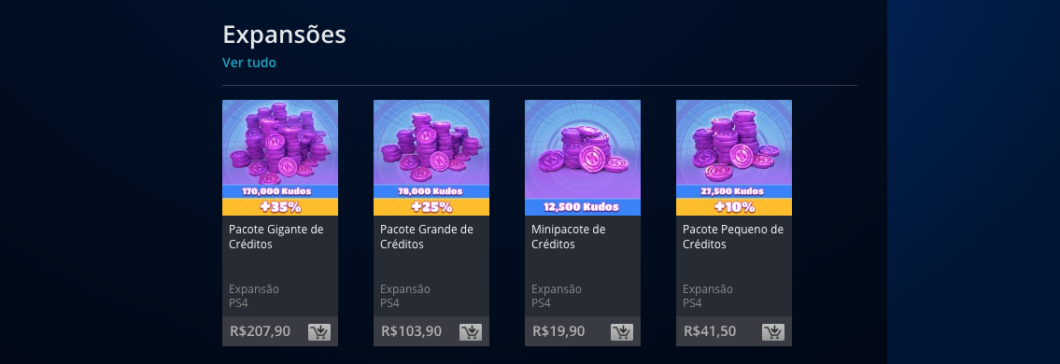 Expansões
Ver tudo
170,000 Kudos
+35%
Pacote Gigante de
Créditos
Expansão
PS4
R$207,90
78,000 Kudos
+25%
Pacote Grande de
Créditos
Expansão
PS4
R$103,90
12,500 Kudos
Minipacote de
Créditos
Expansão
PS4
R$19,90
27,500 Kudos
+10%
Pacote Pequeno de
Créditos
Expansão
PS4
R$41,50